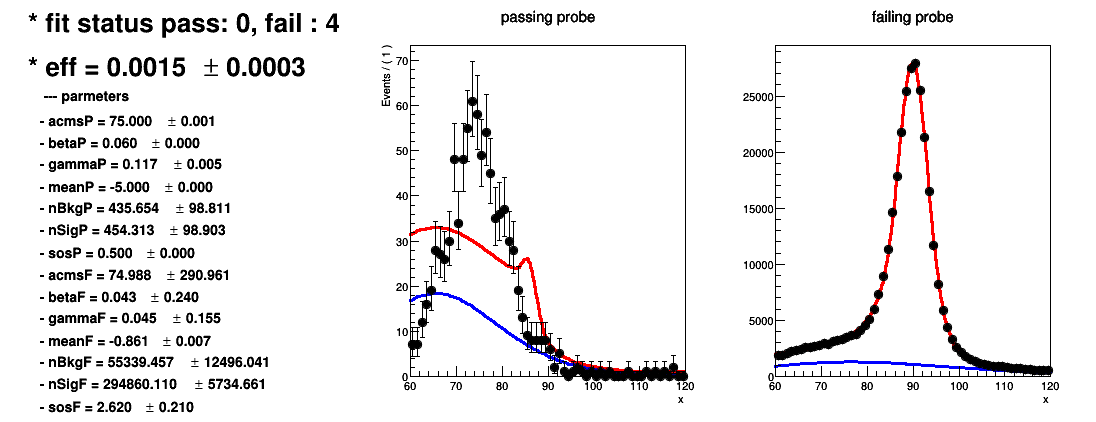 * fit status pass: 0, fail : 4
* eff = 0.0015 ± 0.0003
--- parmeters
- acmsP = 75.000 ± 0.001
- betaP = 0.060 ± 0.000
- gammaP = 0.117 ± 0.005
- meanP = -5.000 ± 0.000
- nBkgP = 435.654 ± 98.811
- nSigP = 454.313 ± 98.903
- sosP = 0.500 ± 0.000
- acmsF = 74.988 ± 290.961
- betaF = 0.043 ± 0.240
- gammaF = 0.045 ± 0.155
- meanF = -0.861 ± 0.007
- nBkgF = 55339.457 ± 12496.041
- nSigF = 294860.110 ± 5734.661
- sosF = 2.620 ± 0.210
passing probe
Events / ( 1 )
70
60
50
40
30
20
10
0
60 70 80 90 100 110 120
x
failing probe
25000
20000
15000
10000
5000
0
60 70 80 90 100 110 120
x